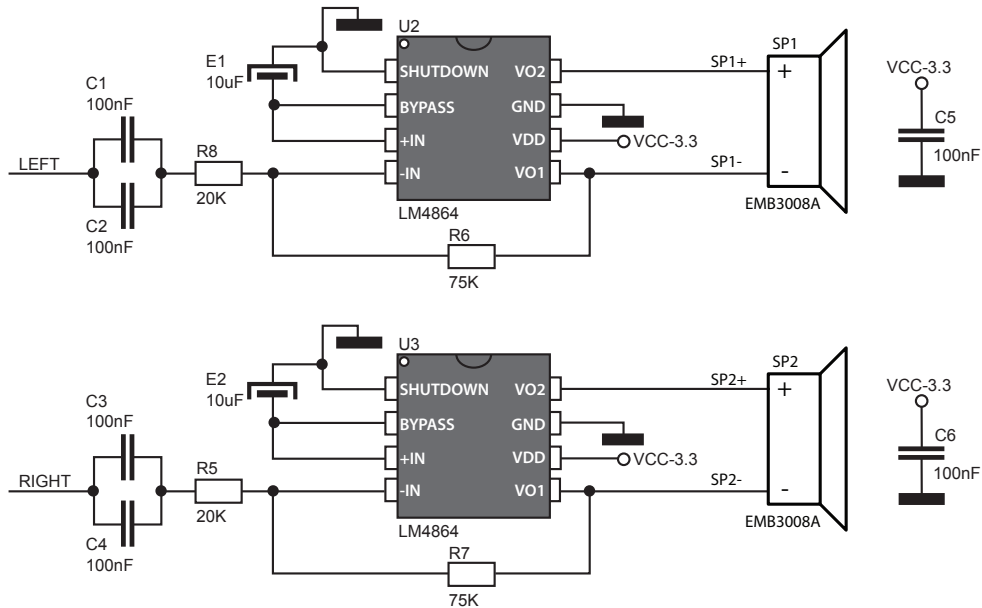 U2
SP1
E1
10uF
SHUTDOWN VO2
SP1+
+
VCC-3.3
C1
100nF
BYPASS GND
C5
100nF
+IN VDD
VCC-3.3
LEFT
R8
20K
-IN VO1
SP1-
-
C2
100nF
LM4864
EMB3008A
R6
75K
U3
SP2
E2
10uF
SHUTDOWN VO2
SP2+
+
VCC-3.3
C3
100nF
BYPASS GND
C6
100nF
+IN VDD
VCC-3.3
RIGHT
R5
20K
-IN VO1
SP2-
-
C4
100nF
LM4864
EMB3008A
R7
75K